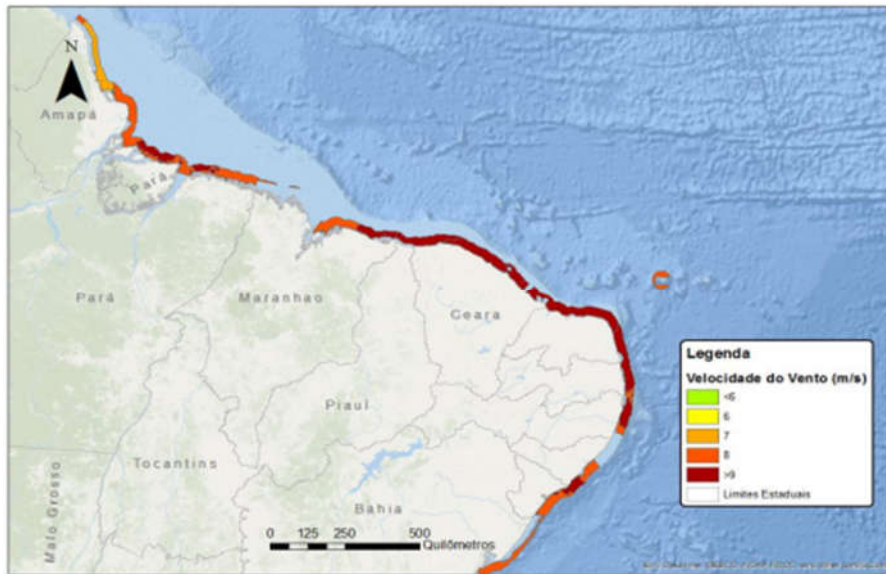 N
Amapá
Pará
Pará
Maranhao
Ceara
Piauí
Tocantins
Mato Grosso
Bahia
0 125 250 500
Quilômetros
Legenda
Velocidade do Vento (m/s)
<6
6
7
8
>9
Limites Estaduais